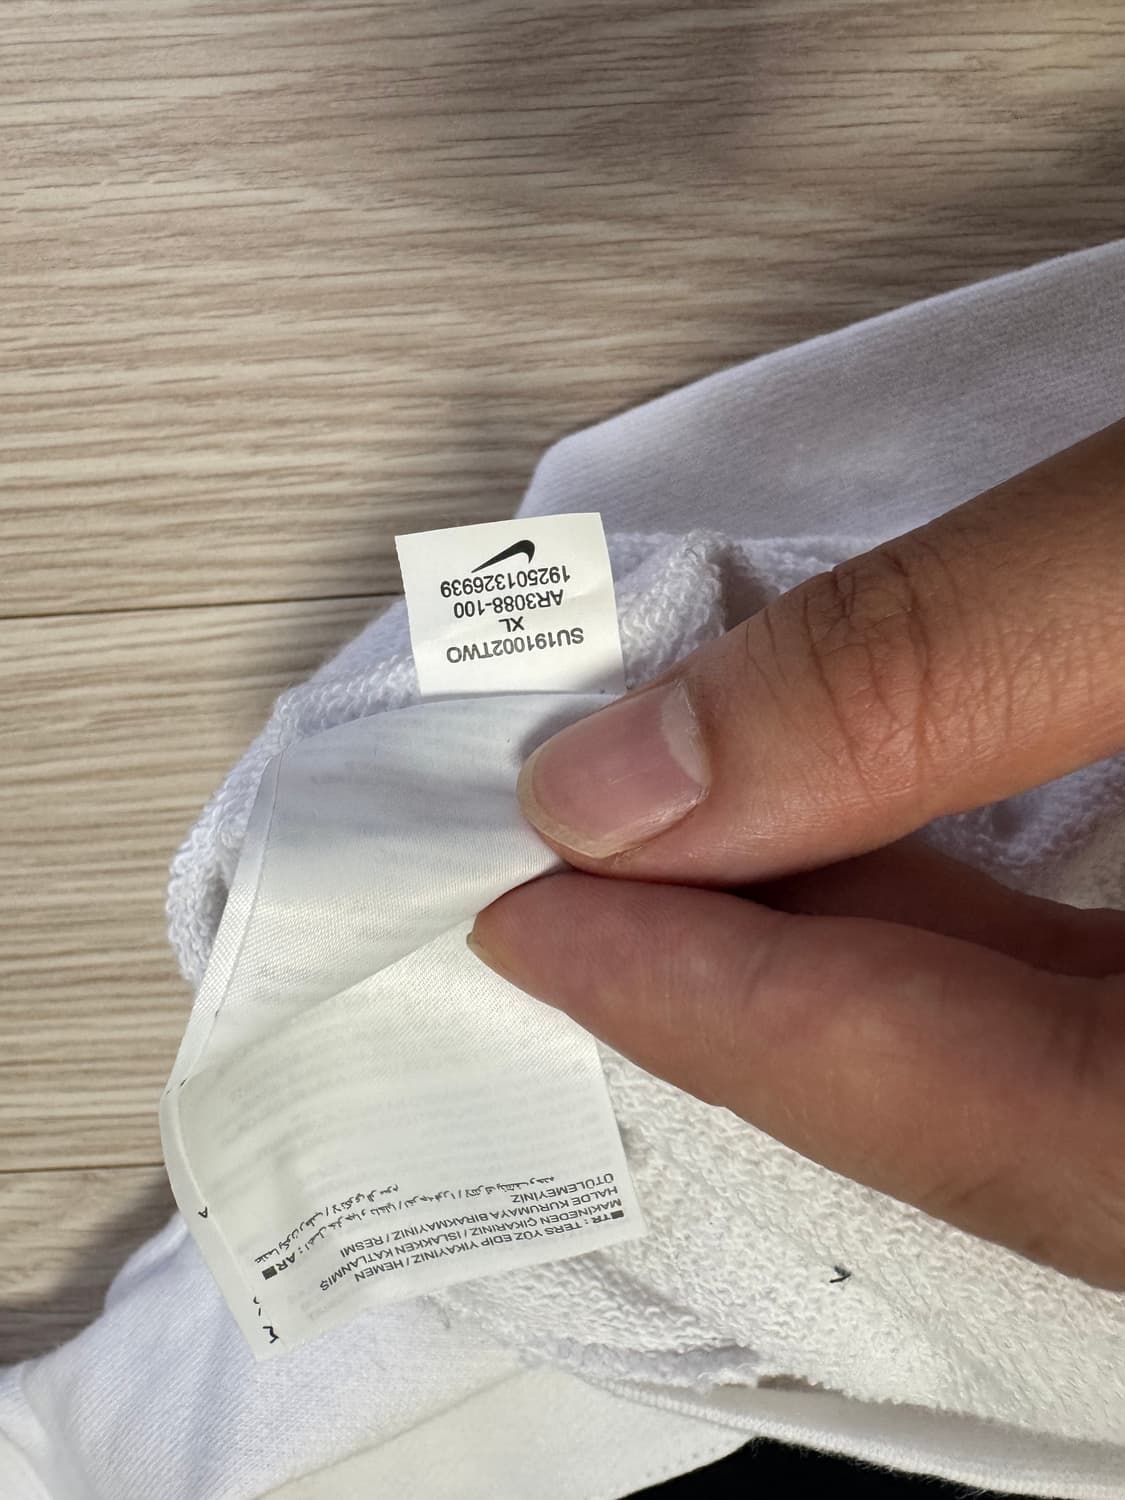 ■TR : TERS YÜZ EDİP YIKAYINIZ / HEMEN
MAKİNEDEN ÇIKARINIZ / ISLAKKEN KATLANMIŞ
HALDE KURUMAYA BIRAKMAYINIZ / RESMİ
ÜTÜLEMEYİNİZ
■AR :
SU191002TWO
XL
AR3088-100
192501326939